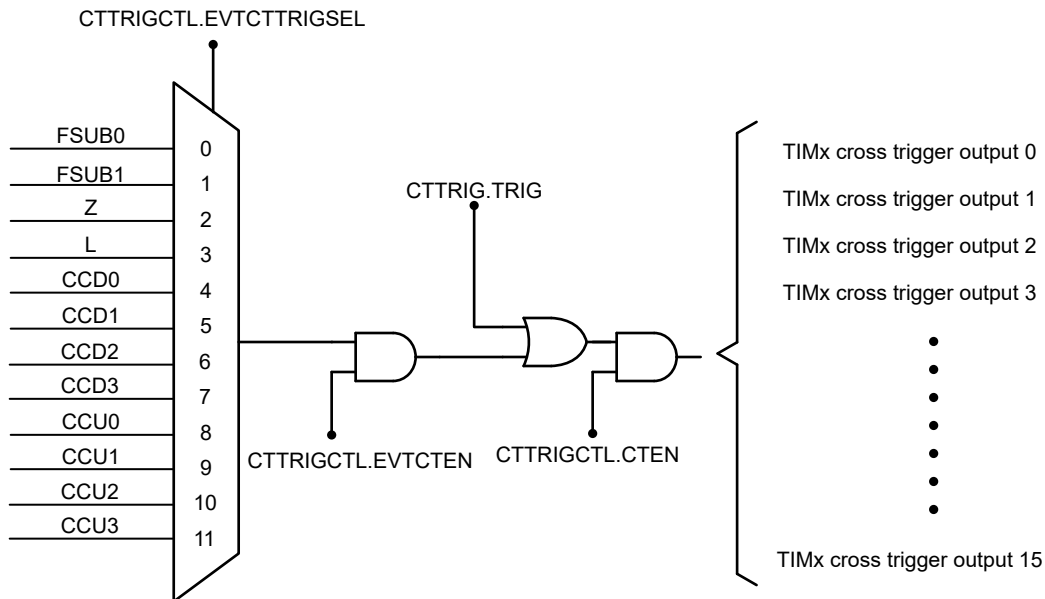 CTTRIGCTL.EVTCTTRIGSEL
FSUB0
0
FSUB1
1
Z
2
L
3
CCD0
4
CCD1
5
CCD2
6
CCD3
7
CCU0
8
CCU1
9
CCU2
10
CCU3
11
CTTRIG.TRIG
CTTRIGCTL.EVTCTEN
CTTRIGCTL.CTEN
TIMx cross trigger output 0
TIMx cross trigger output 1
TIMx cross trigger output 2
TIMx cross trigger output 3
TIMx cross trigger output 15